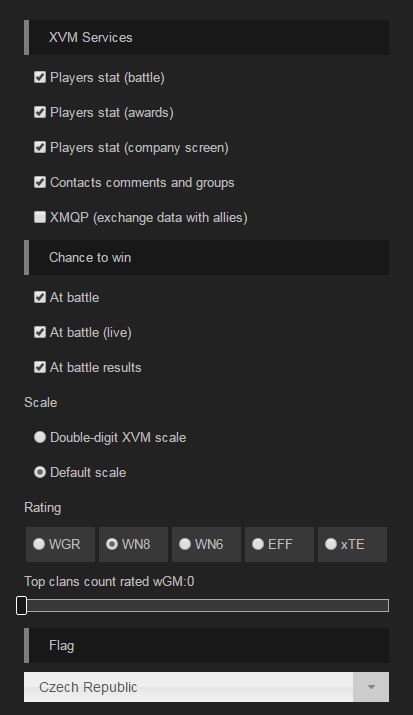 XVM Services
Players stat (battle)
Players stat (awards)
Players stat (company screen)
Contacts comments and groups
XMQP (exchange data with allies)
Chance to win
At battle
At battle (live)
At battle results
Scale
Double-digit XVM scale
Default scale
Rating
WGR WN8 WN6 EFF xTE
Top clans count rated wGM:0
Flag
Czech Republic